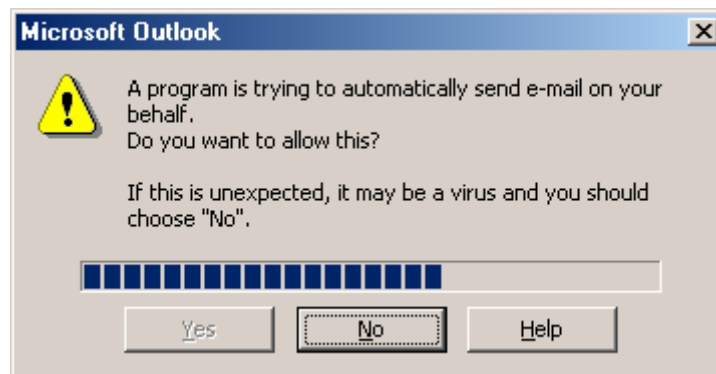 Microsoft Outlook
A program is trying to automatically send e-mail on your
behalf.
Do you want to allow this?
If this is unexpected, it may be a virus and you should
choose "No".
Yes
No
Help